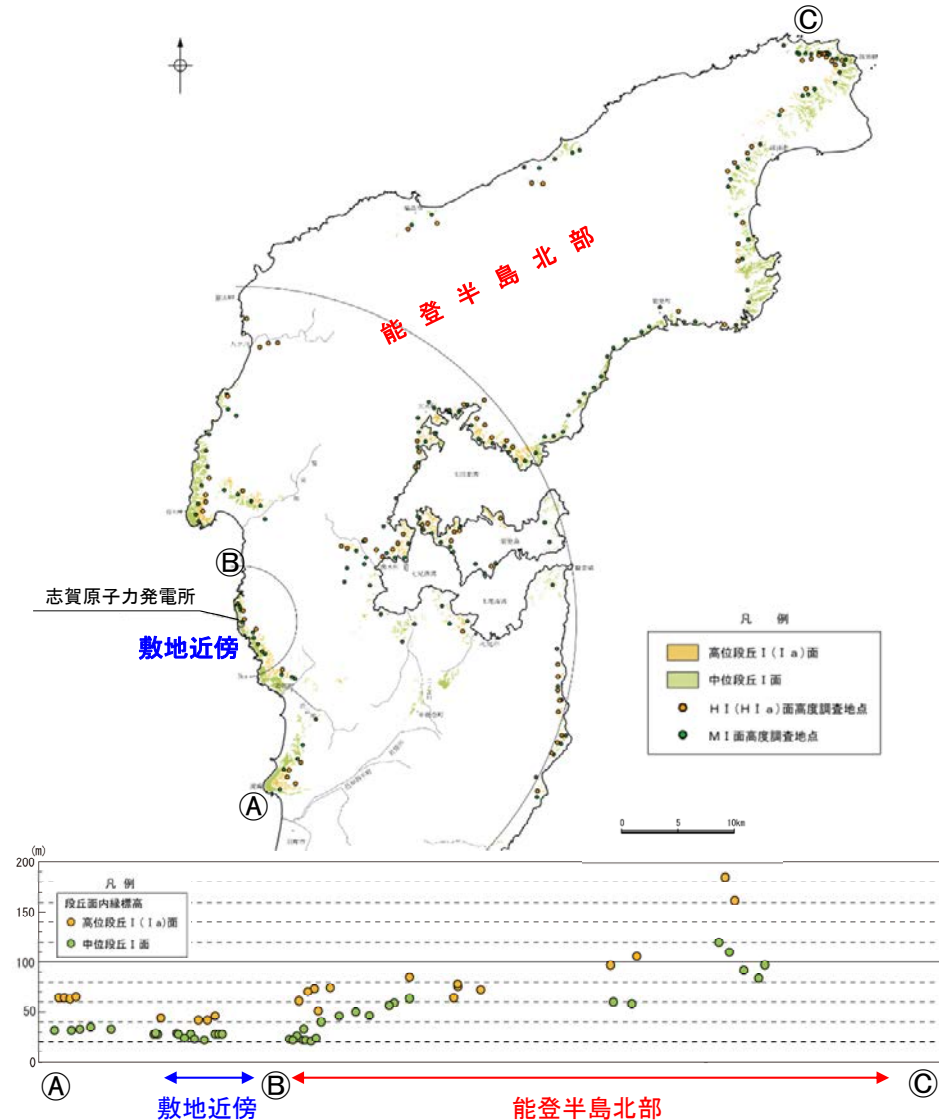 Ⓒ
能登半島北部
Ⓑ
志賀原子力発電所
敷地近傍
Ⓐ
凡 例
高位段丘Ⅰ(Ⅰa)面
中位段丘Ⅰ面
HⅠ(HⅠa)面高度調査地点
MⅠ面高度調査地点
0 5 10km
(m)
200
凡 例
段丘面内縁標高
高位段丘Ⅰ(Ⅰa)面
中位段丘Ⅰ面
150
100
50
0
Ⓐ Ⓑ Ⓒ
敷地近傍 能登半島北部